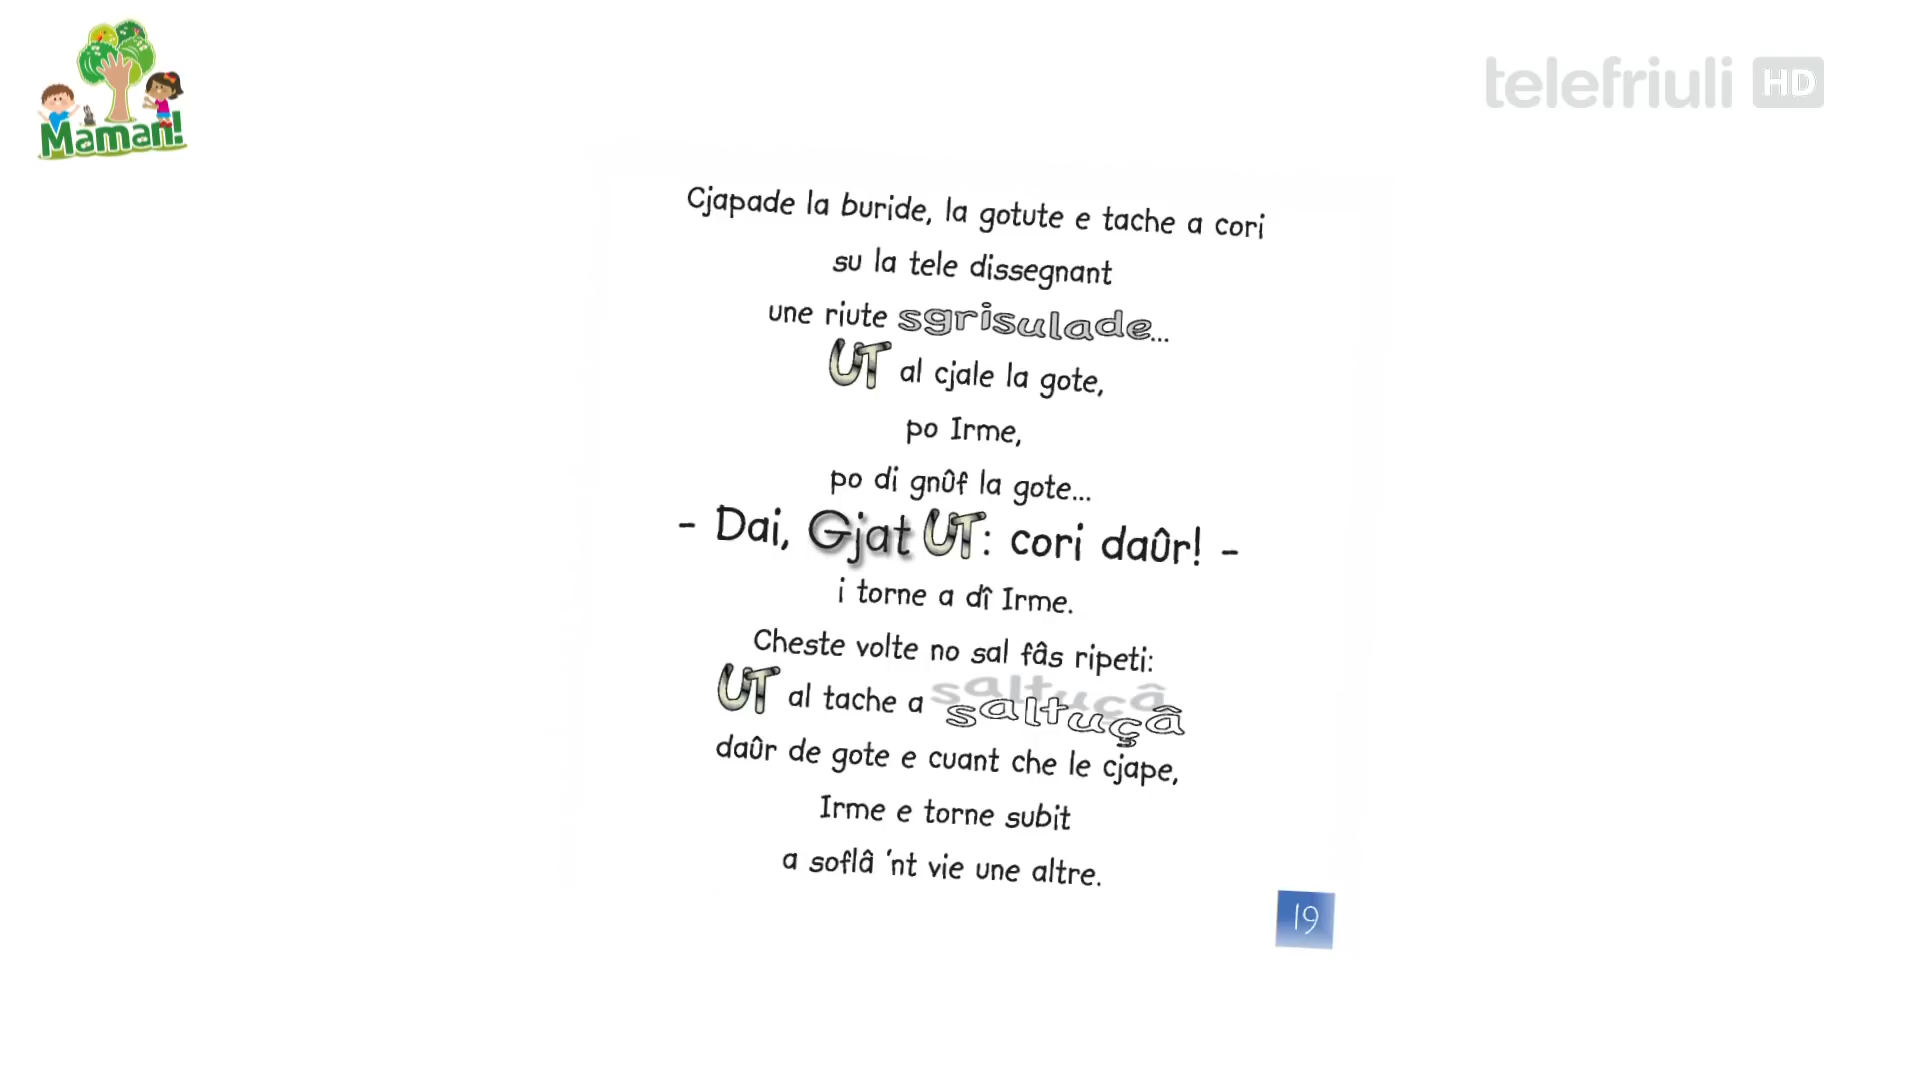 Maman!
telefriuli HD
Cjapade la buride, la gotute e tache a cori
su la tele dissegnant
une riute sgrisulade...
UT al cjale la gote,
po Irme,
po di gnûf la gote...
- Dai, Gjat UT: cori daûr! -
i torne a dî Irme.
Cheste volte no sal fâs ripeti:
UT al tache a saltuçâ
daûr de gote e cuant che le cjape,
Irme e torne subit
a soflâ 'nt vie une altre.
19